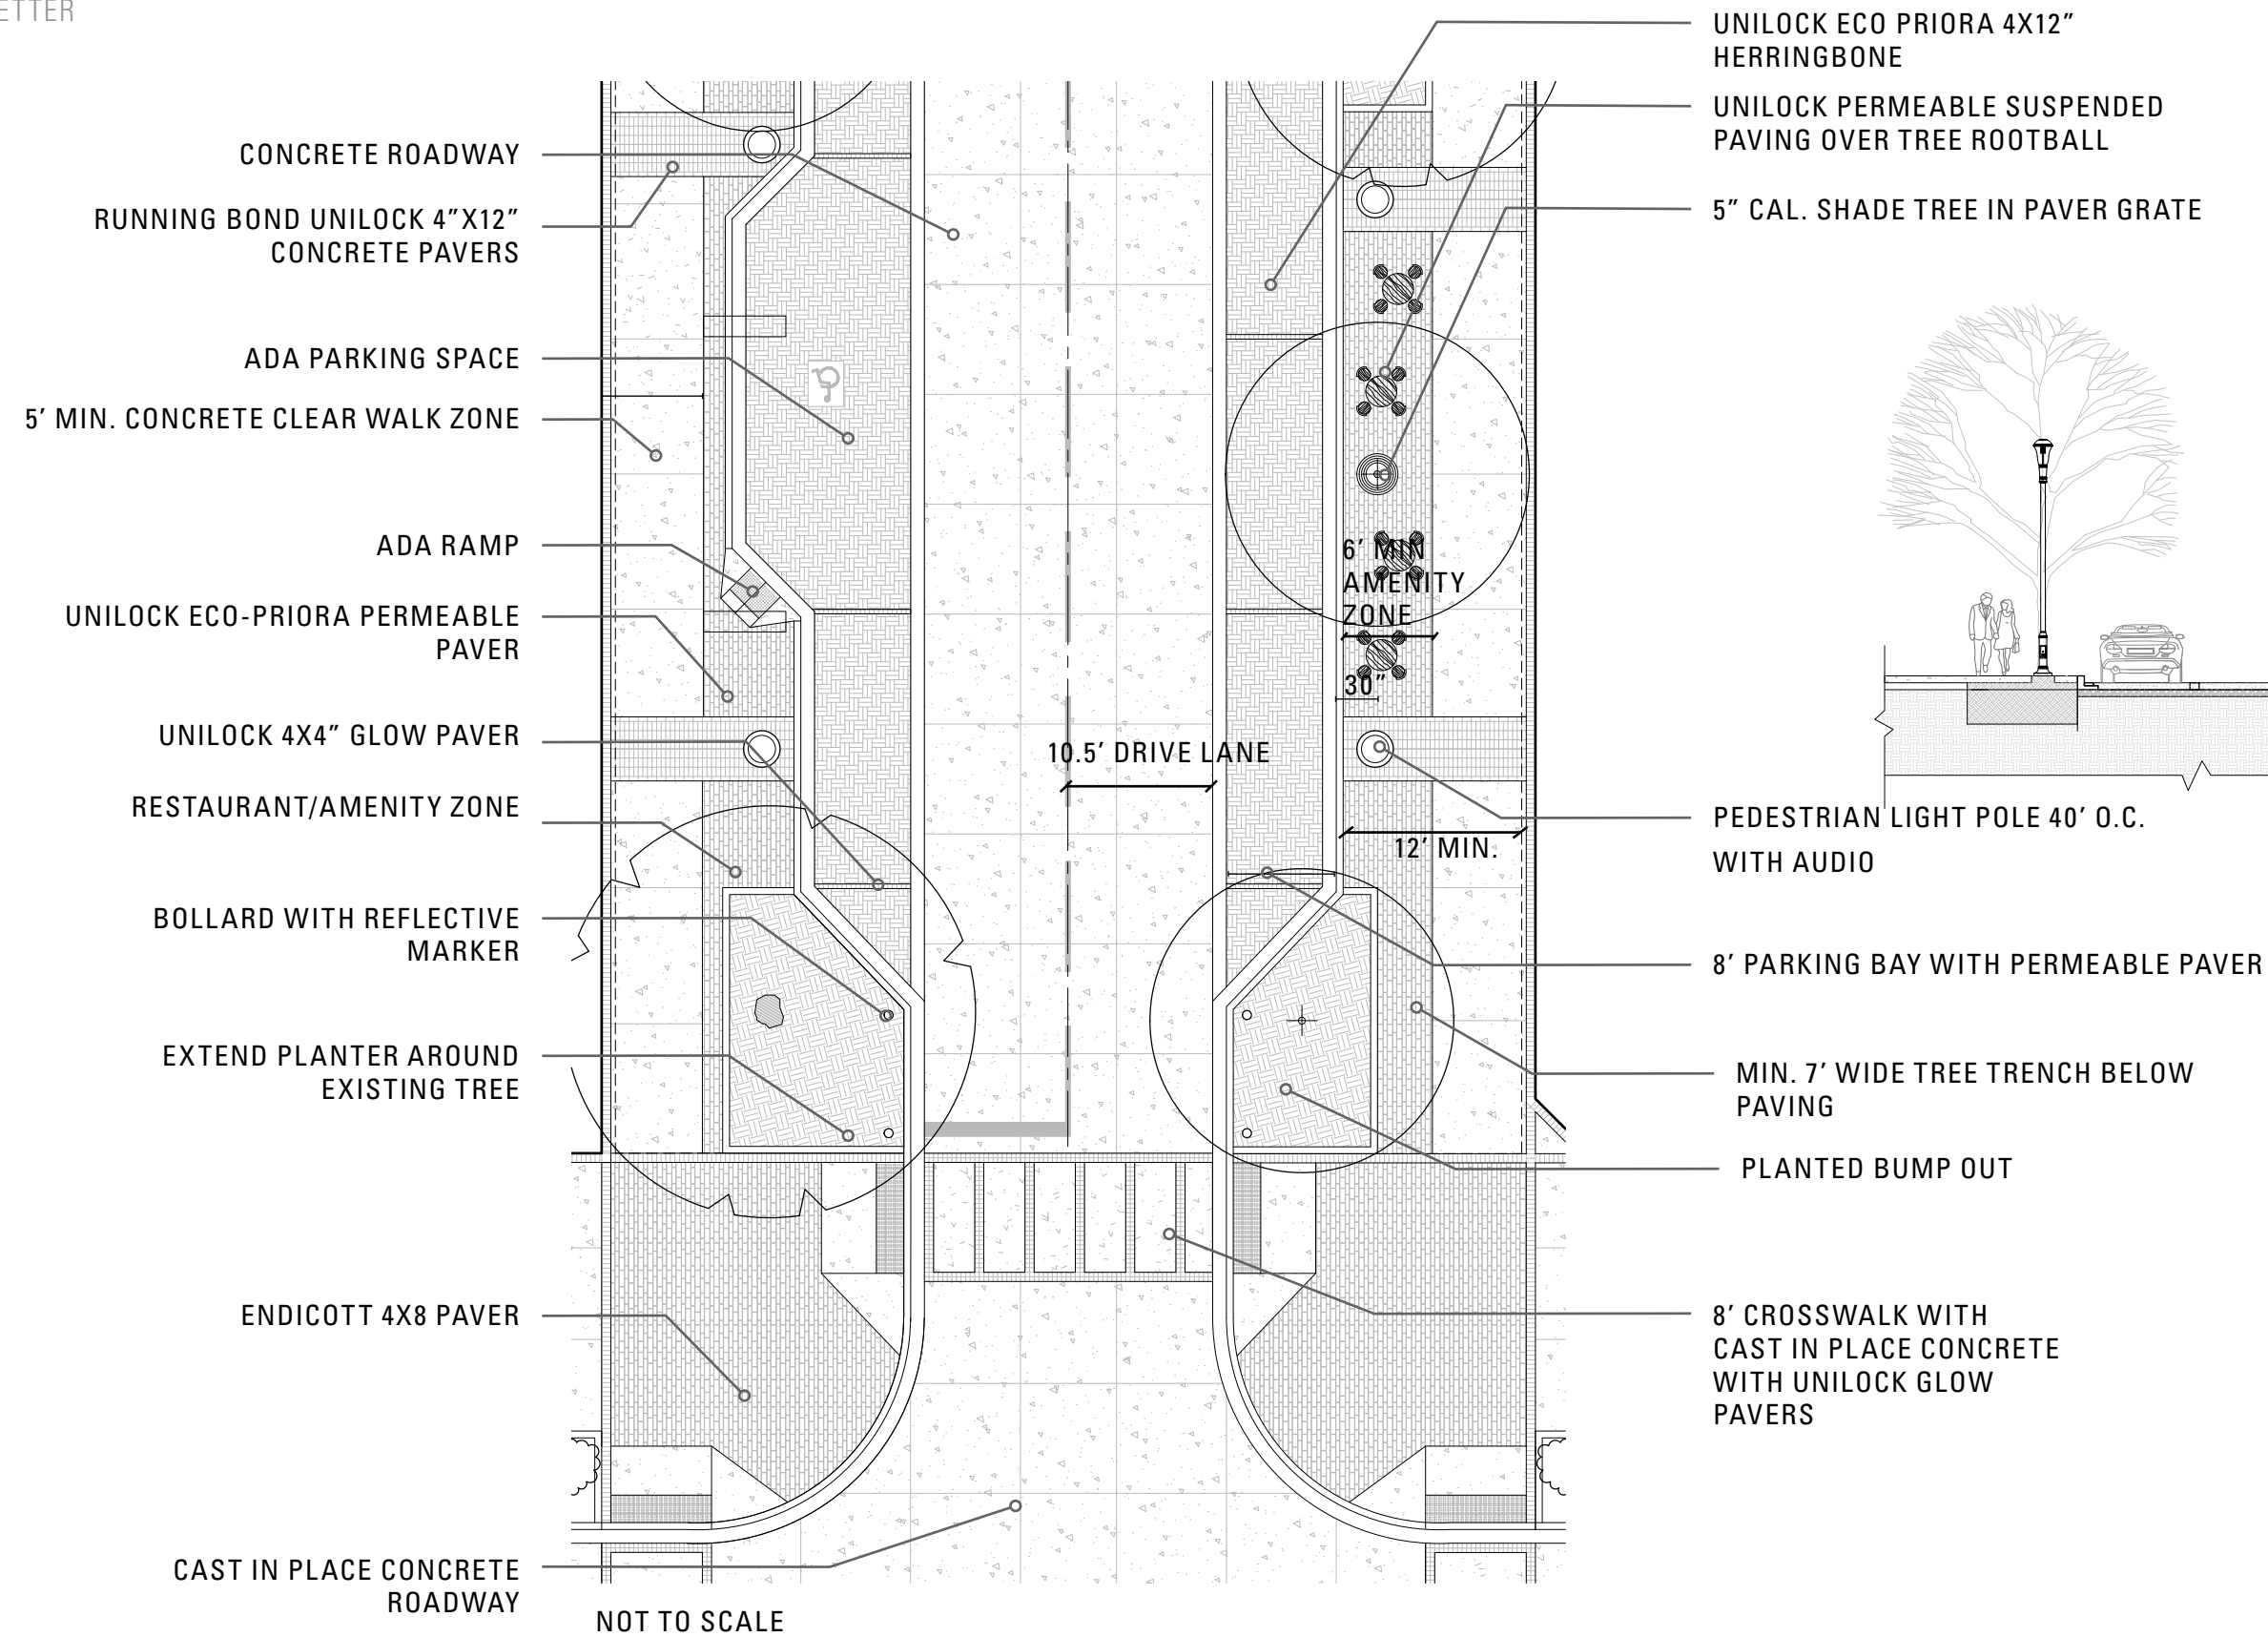 CONCRETE ROADWAY
RUNNING BOND UNILOCK 4”X12”
CONCRETE PAVERS
ADA PARKING SPACE
5’ MIN. CONCRETE CLEAR WALK ZONE
ADA RAMP
UNILOCK ECO-PRIORA PERMEABLE
PAVER
UNILOCK 4X4” GLOW PAVER
RESTAURANT/AMENITY ZONE
BOLLARD WITH REFLECTIVE
MARKER
EXTEND PLANTER AROUND
EXISTING TREE
ENDICOTT 4X8 PAVER
CAST IN PLACE CONCRETE
ROADWAY
NOT TO SCALE
6’ MIN
AMENITY
ZONE
30”
10.5’ DRIVE LANE
12’ MIN.
UNILOCK ECO PRIORA 4X12”
HERRINGBONE
UNILOCK PERMEABLE SUSPENDED
PAVING OVER TREE ROOTBALL
5” CAL. SHADE TREE IN PAVER GRATE
PEDESTRIAN LIGHT POLE 40’ O.C.
WITH AUDIO
8’ PARKING BAY WITH PERMEABLE PAVER
MIN. 7’ WIDE TREE TRENCH BELOW
PAVING
PLANTED BUMP OUT
8’ CROSSWALK WITH
CAST IN PLACE CONCRETE
WITH UNILOCK GLOW
PAVERS